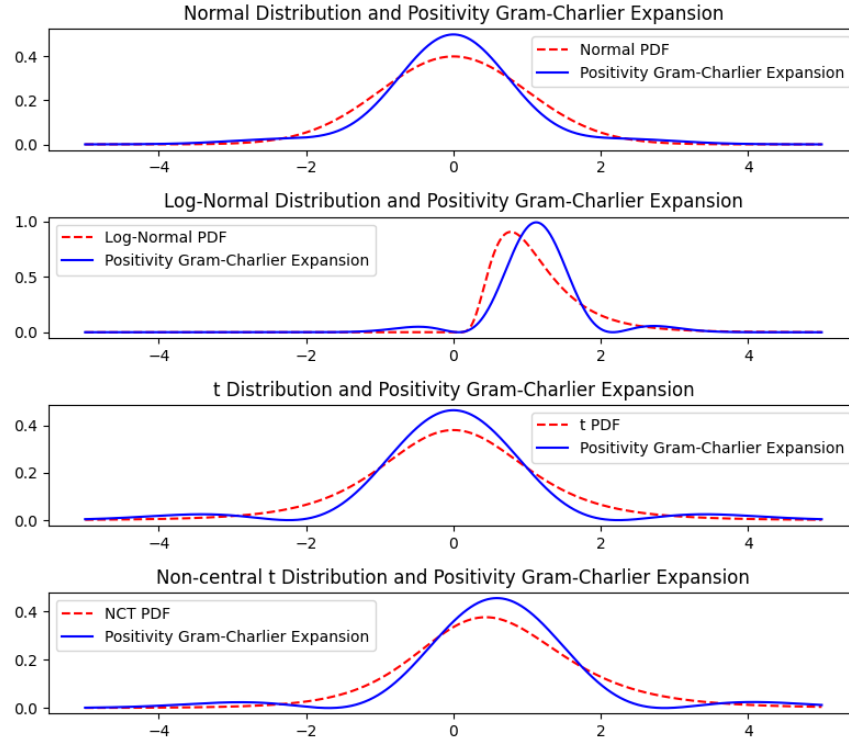 Normal Distribution and Positivity Gram-Charlier Expansion
0.4
0.2
0.0
Normal PDF
Positivity Gram-Charlier Expansion
−4 −2 0 2 4
Log-Normal Distribution and Positivity Gram-Charlier Expansion
1.0
0.5
0.0
Log-Normal PDF
Positivity Gram-Charlier Expansion
−4 −2 0 2 4
t Distribution and Positivity Gram-Charlier Expansion
0.4
0.2
0.0
t PDF
Positivity Gram-Charlier Expansion
−4 −2 0 2 4
Non-central t Distribution and Positivity Gram-Charlier Expansion
0.4
0.2
0.0
NCT PDF
Positivity Gram-Charlier Expansion
−4 −2 0 2 4